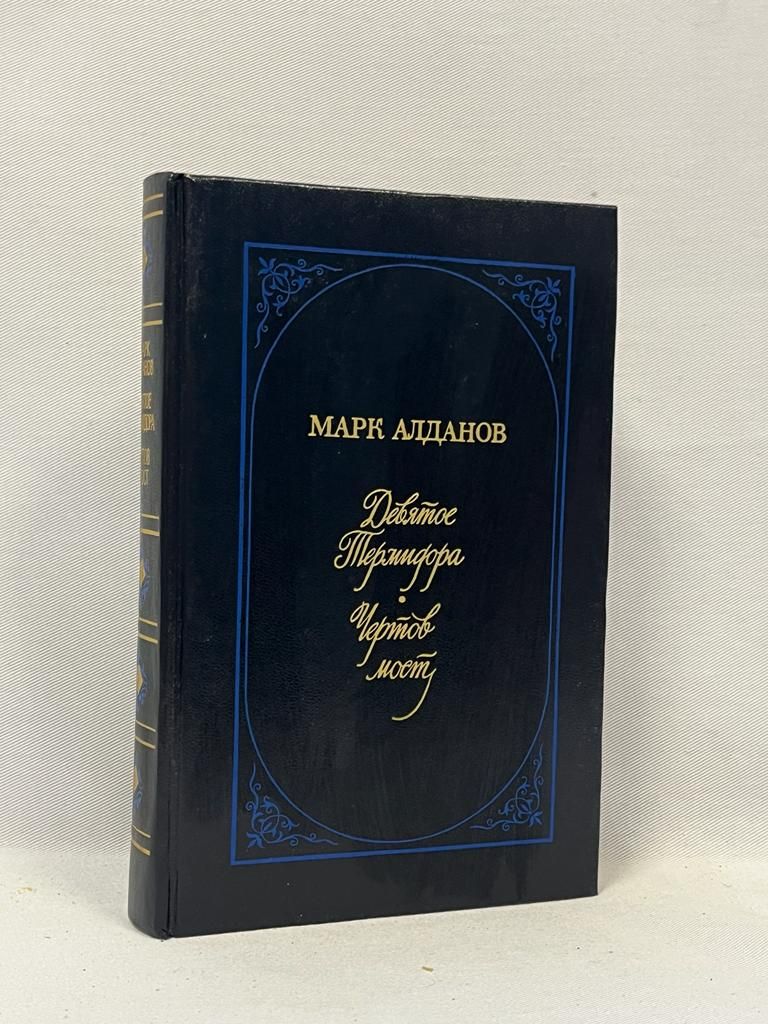 МАРК АЛДАНОВ
Девятое
Термидора
•
Чертов
мост